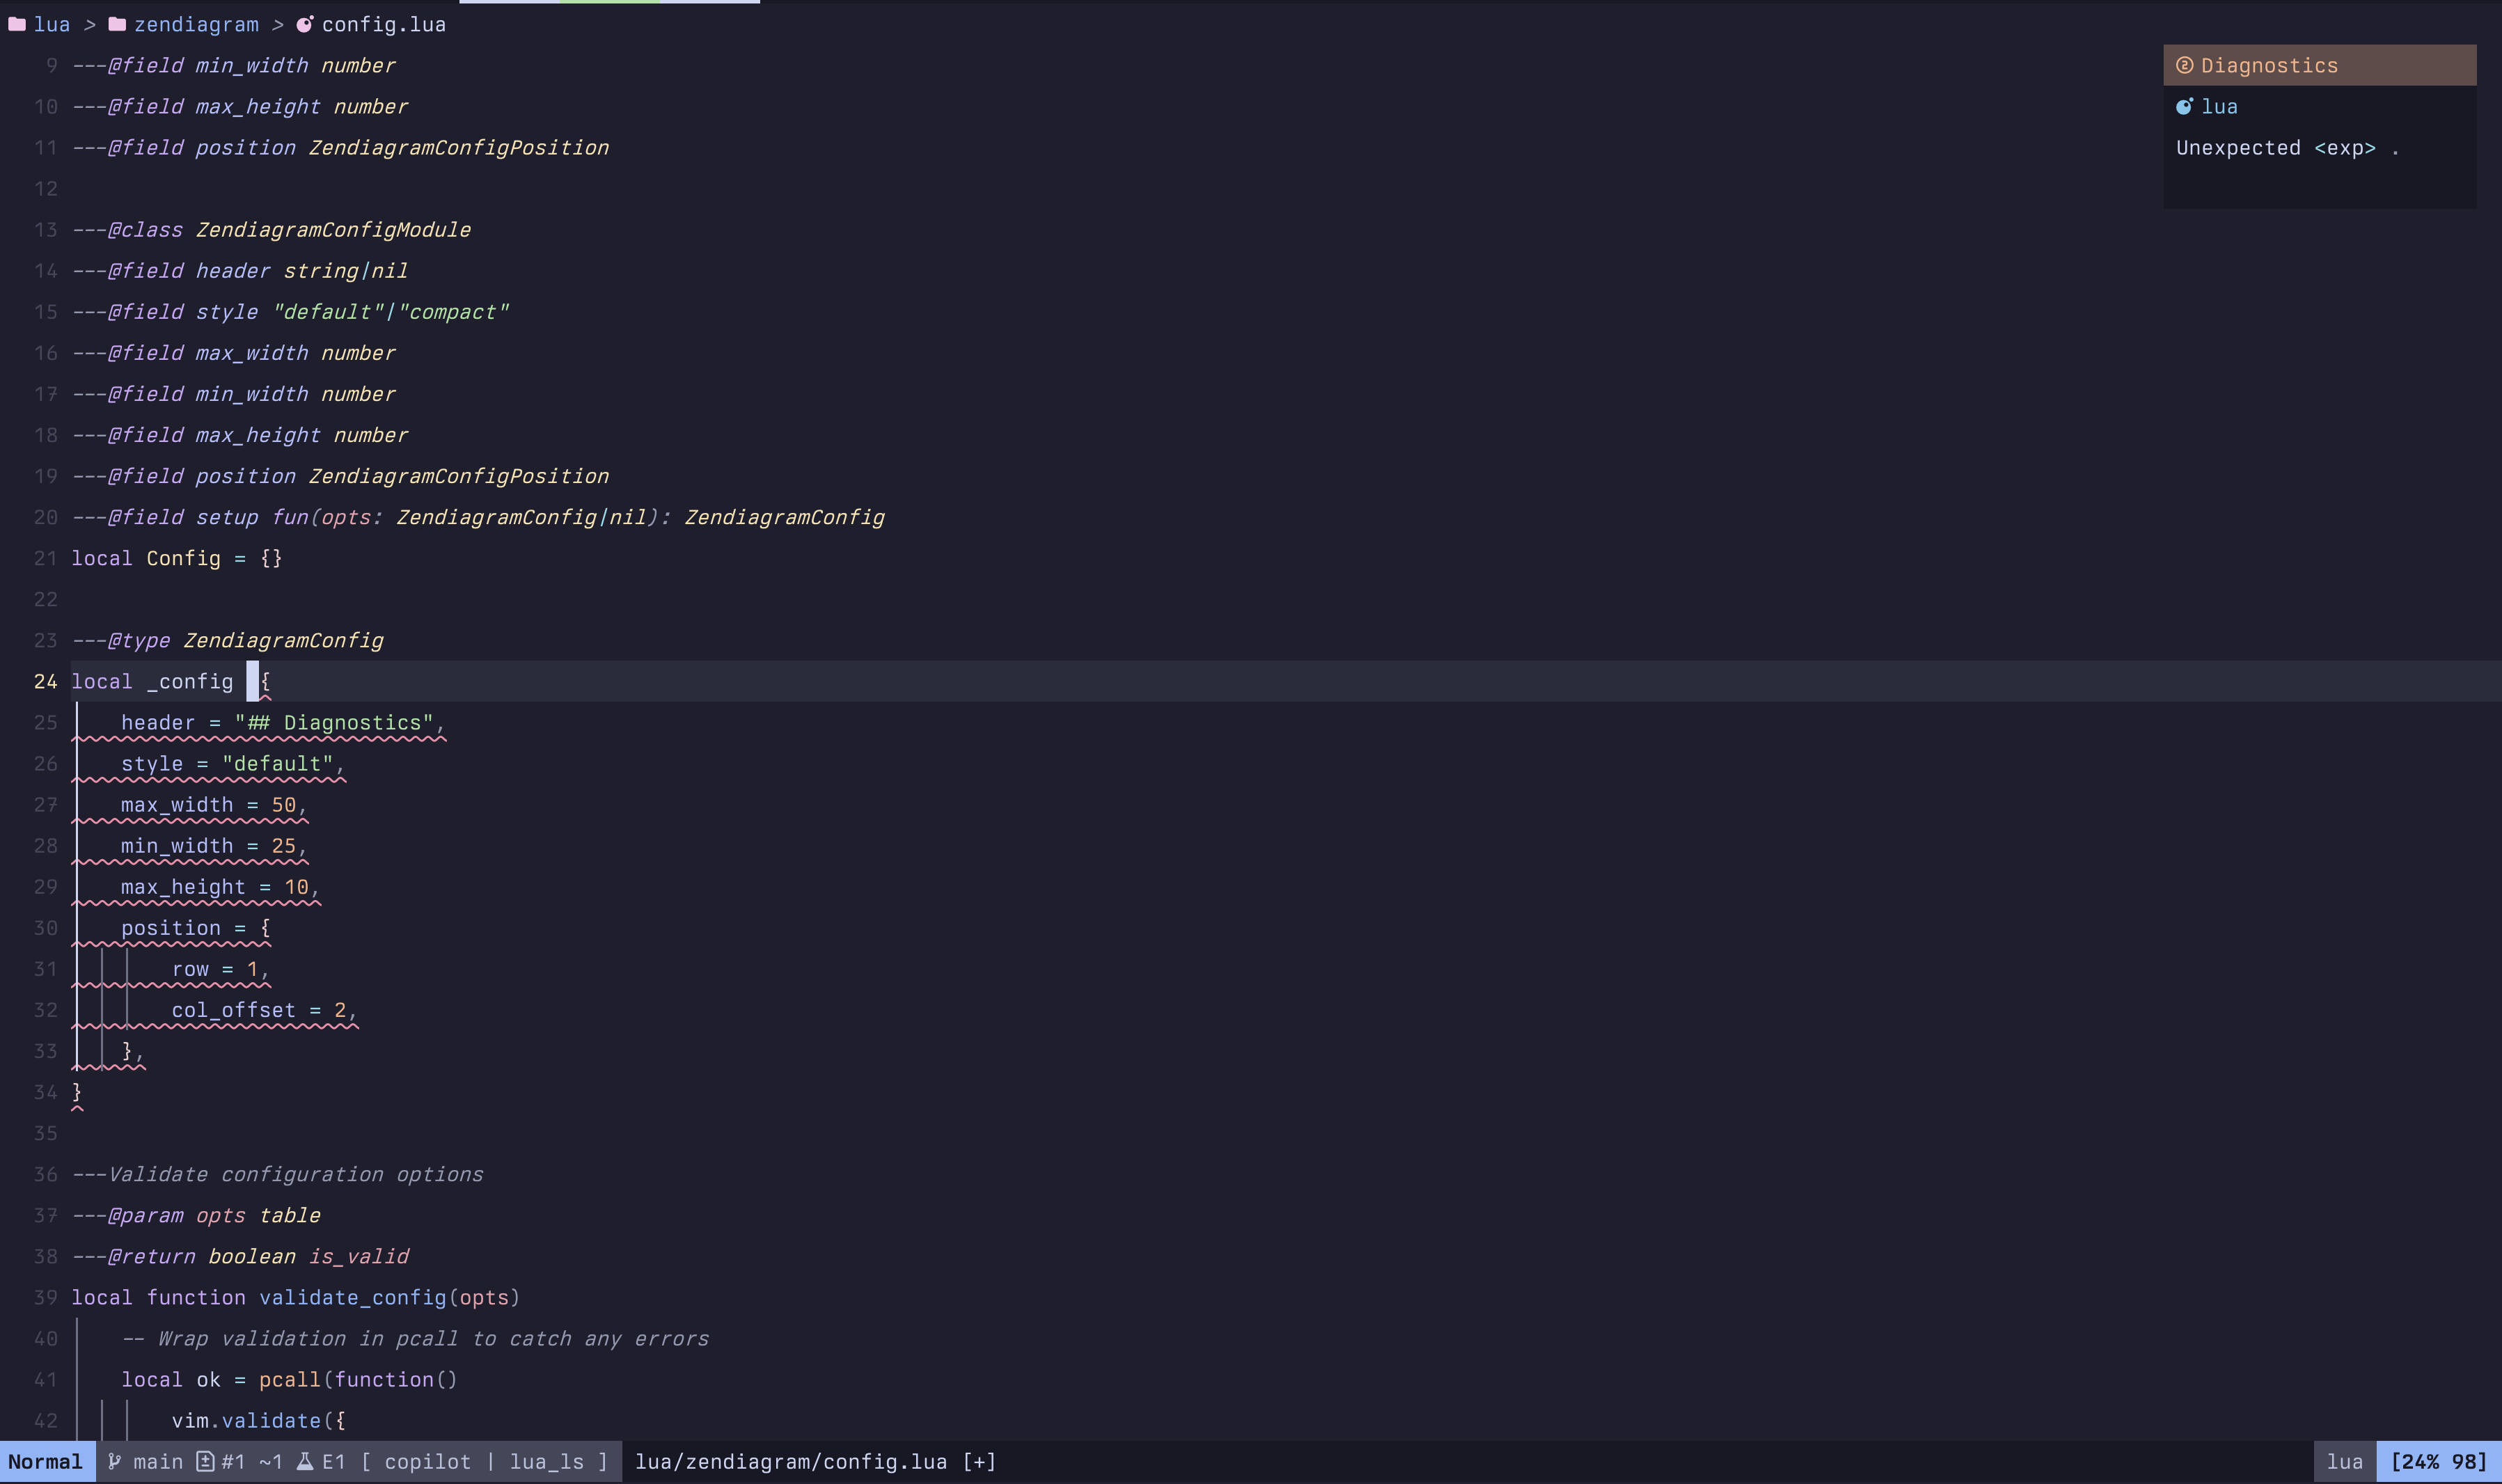 lua > zendiagram > config.lua
9 ---@field min_width number
10 ---@field max_height number
11 ---@field position ZendiagramConfigPosition
12
13 ---@class ZendiagramConfigModule
14 ---@field header string|nil
15 ---@field style "default"|"compact"
16 ---@field max_width number
17 ---@field min_width number
18 ---@field max_height number
19 ---@field position ZendiagramConfigPosition
20 ---@field setup fun(opts: ZendiagramConfig|nil): ZendiagramConfig
21 local Config = {}
22
23 ---@type ZendiagramConfig
24 local _config {
25 header = "## Diagnostics",
26 style = "default",
27 max_width = 50,
28 min_width = 25,
29 max_height = 10,
30 position = {
31 row = 1,
32 col_offset = 2,
33 },
34 }
35
36 ---Validate configuration options
37 ---@param opts table
38 ---@return boolean is_valid
39 local function validate_config(opts)
40 -- Wrap validation in pcall to catch any errors
41 local ok = pcall(function()
42 vim.validate({
② Diagnostics
lua
Unexpected <exp> .
Normal main #1 ~1 E1 [ copilot | lua_ls ] lua/zendiagram/config.lua [+] lua [24% 98]